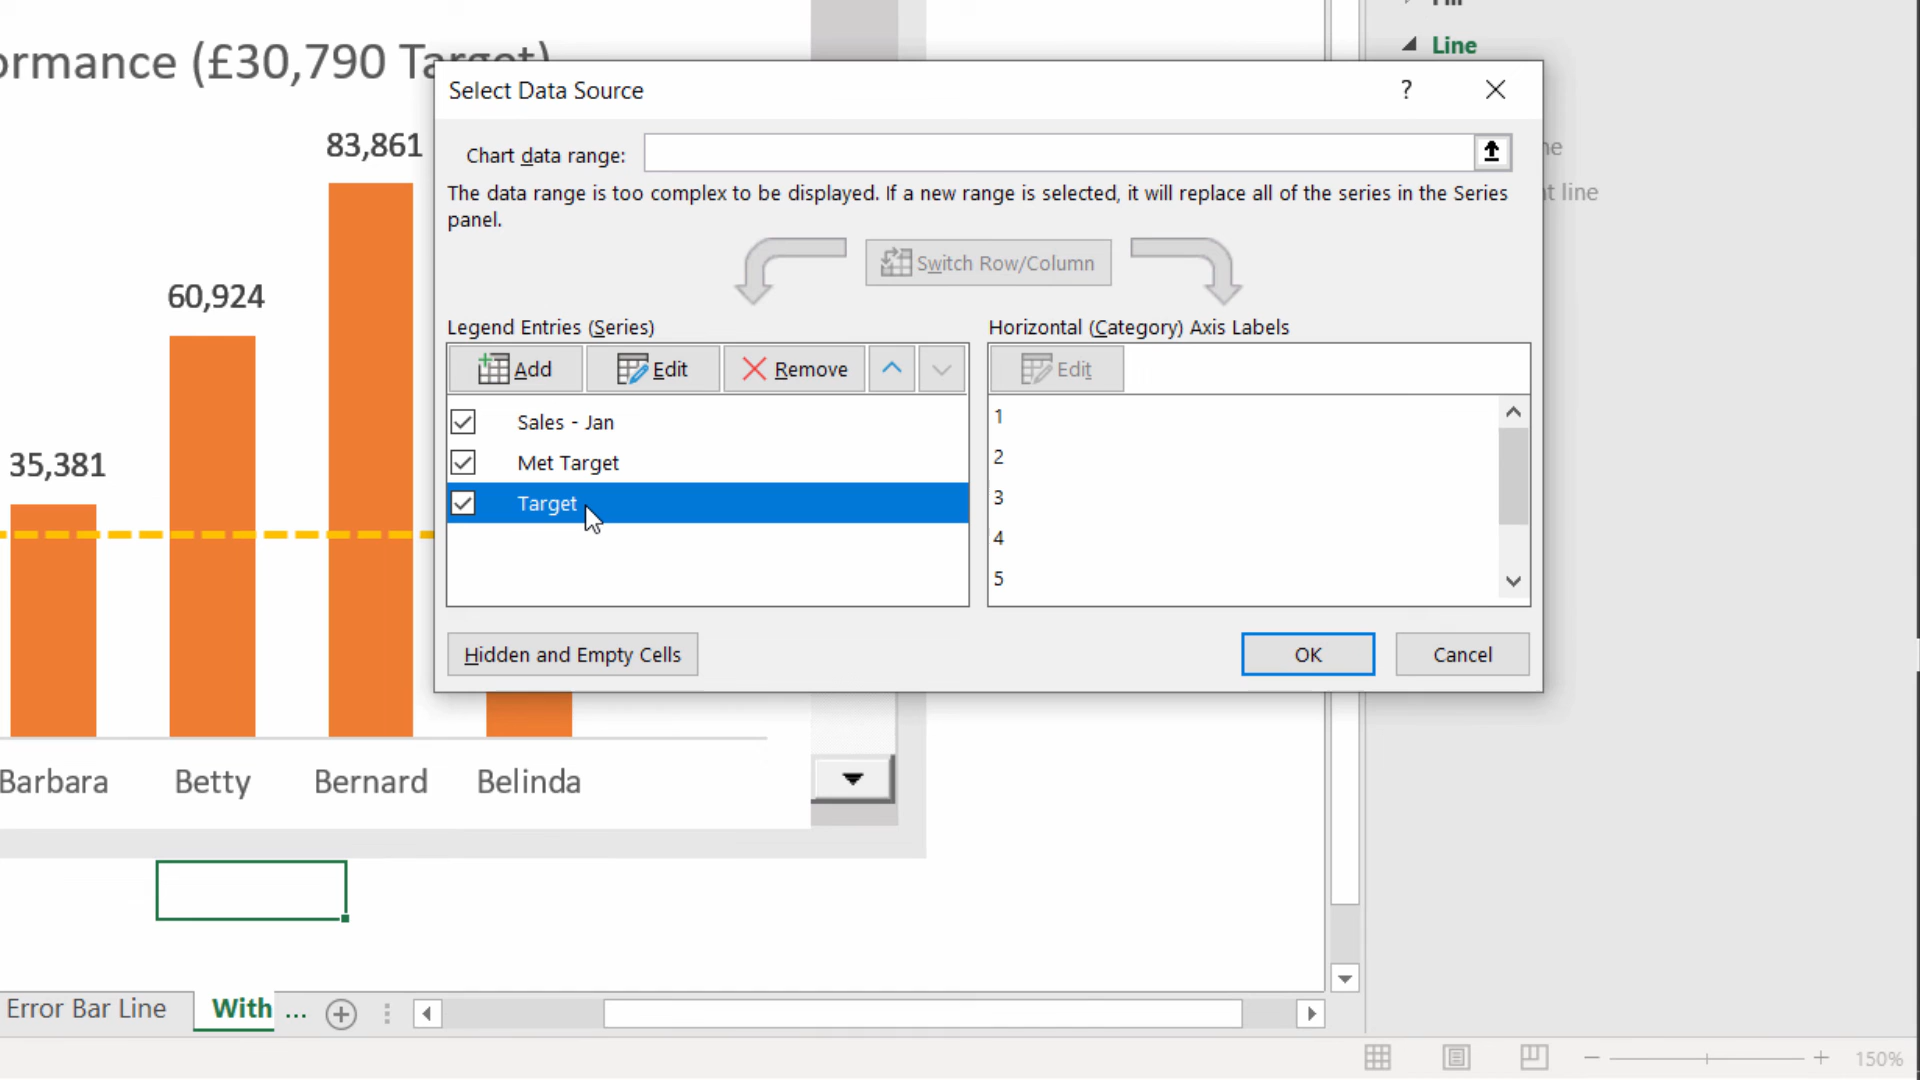 ormance (£30,790 Target)
Line
Select Data Source
?
Chart data range:
The data range is too complex to be displayed. If a new range is selected, it will replace all of the series in the Series
panel.
Switch Row/Column
Legend Entries (Series)
Horizontal (Category) Axis Labels
Add
Edit
Remove
Edit
Sales - Jan
Met Target
Target
1
2
3
4
5
Hidden and Empty Cells
OK
Cancel
ne
t line
83,861
60,924
35,381
Barbara
Betty
Bernard
Belinda
Error Bar Line
With ...
150%